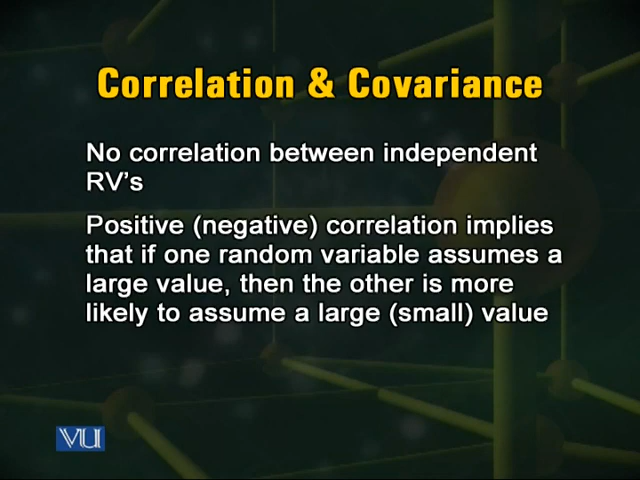 Correlation & Covariance
No correlation between independent
RV's
Positive (negative) correlation implies
that if one random variable assumes a
large value, then the other is more
likely to assume a large (small) value
VU